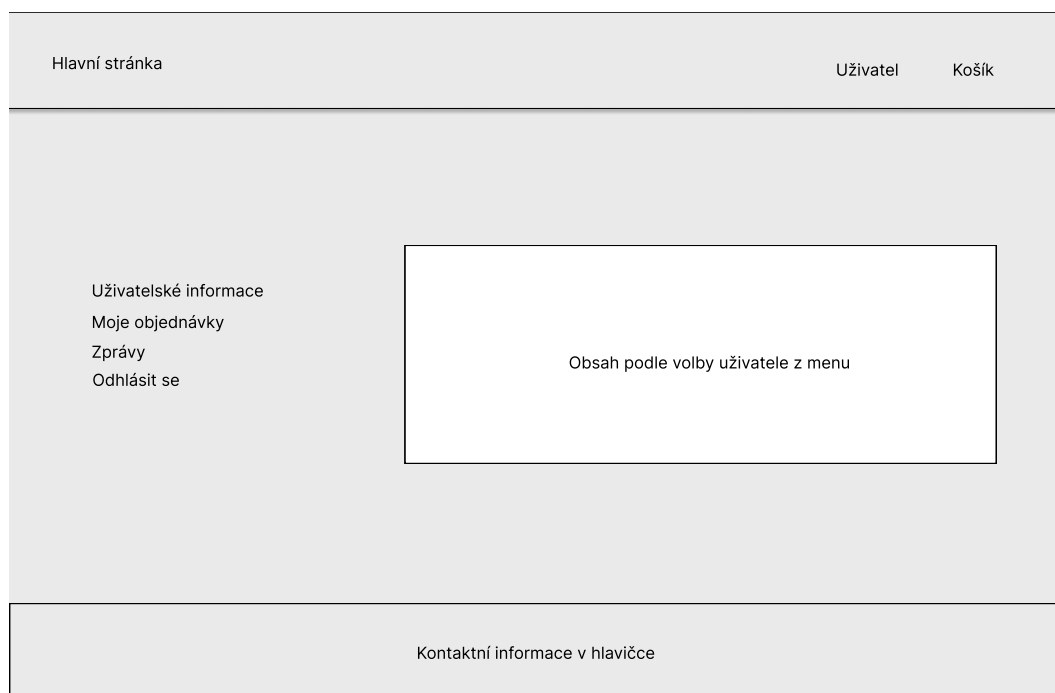 Hlavní stránka
Uživatel
Košík
Uživatelské informace
Moje objednávky
Zprávy
Odhlásit se
Obsah podle volby uživatele z menu
Kontaktní informace v hlavičce